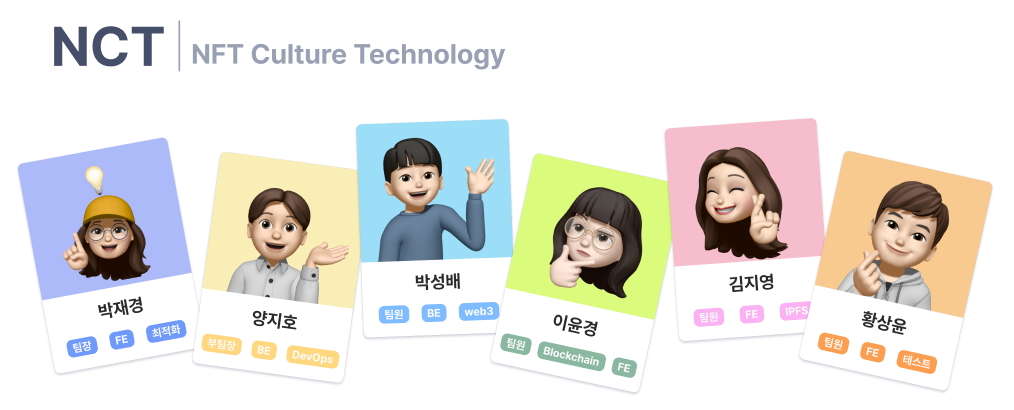 NCT
NFT Culture Technology
박재경
팀장 FE 최적화
양지호
부팀장 BE DevOps
박성배
팀원 BE web3
이윤경
팀원 Blockchain FE
김지영
팀원 FE IPFS
황상윤
팀원 FE 테스트